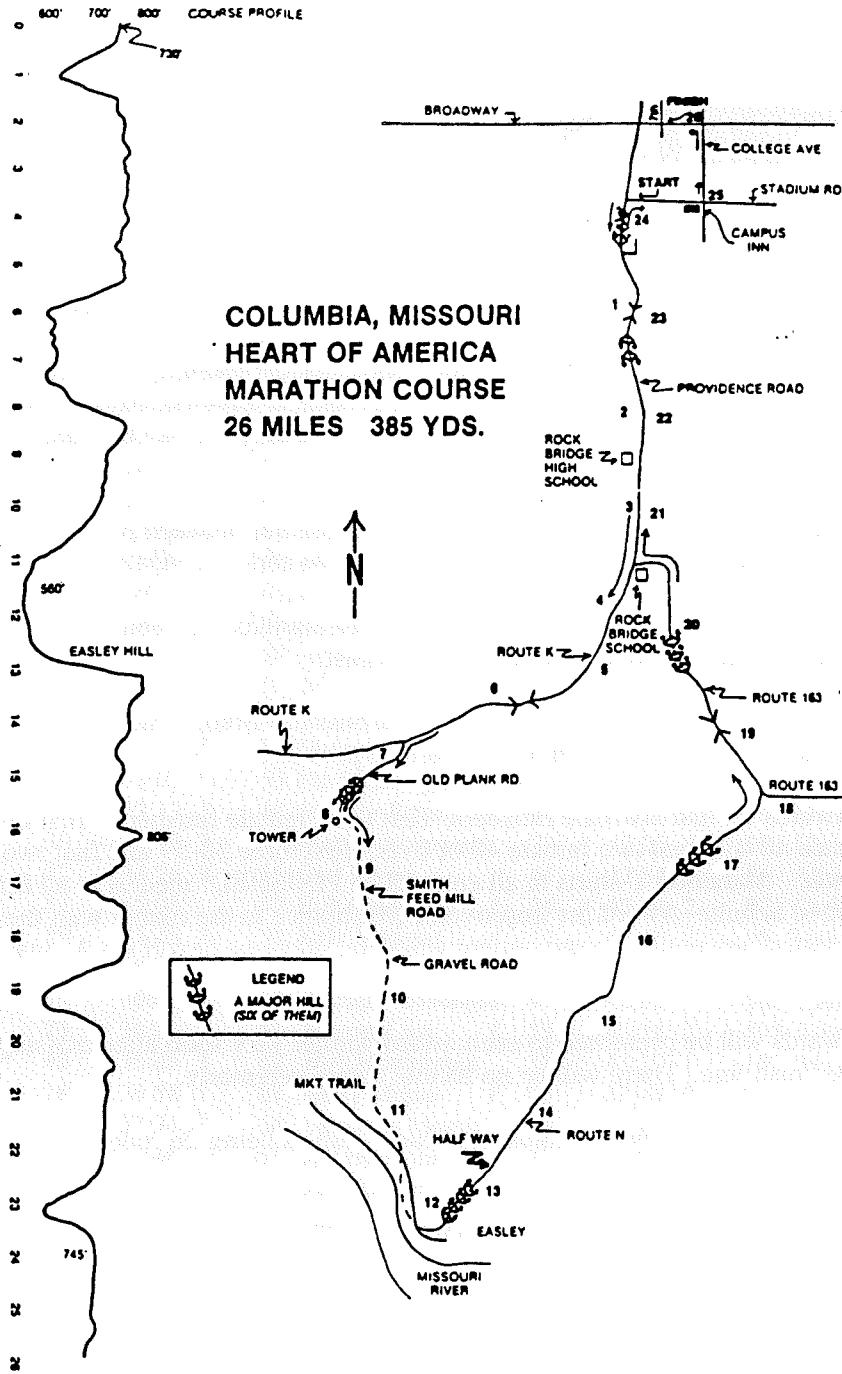 600' 700' 800' COURSE PROFILE
730'
0
1
2
3
4
5
6
7
8
9
10
11
12
13
14
15
16
17
18
19
20
21
22
23
24
25
26
560'
EASLEY HILL
806'
745'
BROADWAY
7th
FINISH
26
COLLEGE AVE
START
25
STADIUM RD
24
CAMPUS
INN
COLUMBIA, MISSOURI
HEART OF AMERICA
MARATHON COURSE
26 MILES 385 YDS.
1
23
PROVIDENCE ROAD
2
22
ROCK
BRIDGE
HIGH
SCHOOL
3
21
N
4
ROCK
BRIDGE
SCHOOL
20
ROUTE K
5
6
ROUTE 163
19
ROUTE K
7
OLD PLANK RD.
ROUTE 163
18
8
TOWER
9
17
SMITH
FEED MILL
ROAD
16
GRAVEL ROAD
LEGEND
A MAJOR HILL
(SIX OF THEM)
10
15
MKT TRAIL
11
14
ROUTE N
HALF WAY
12
13
EASLEY
MISSOURI
RIVER